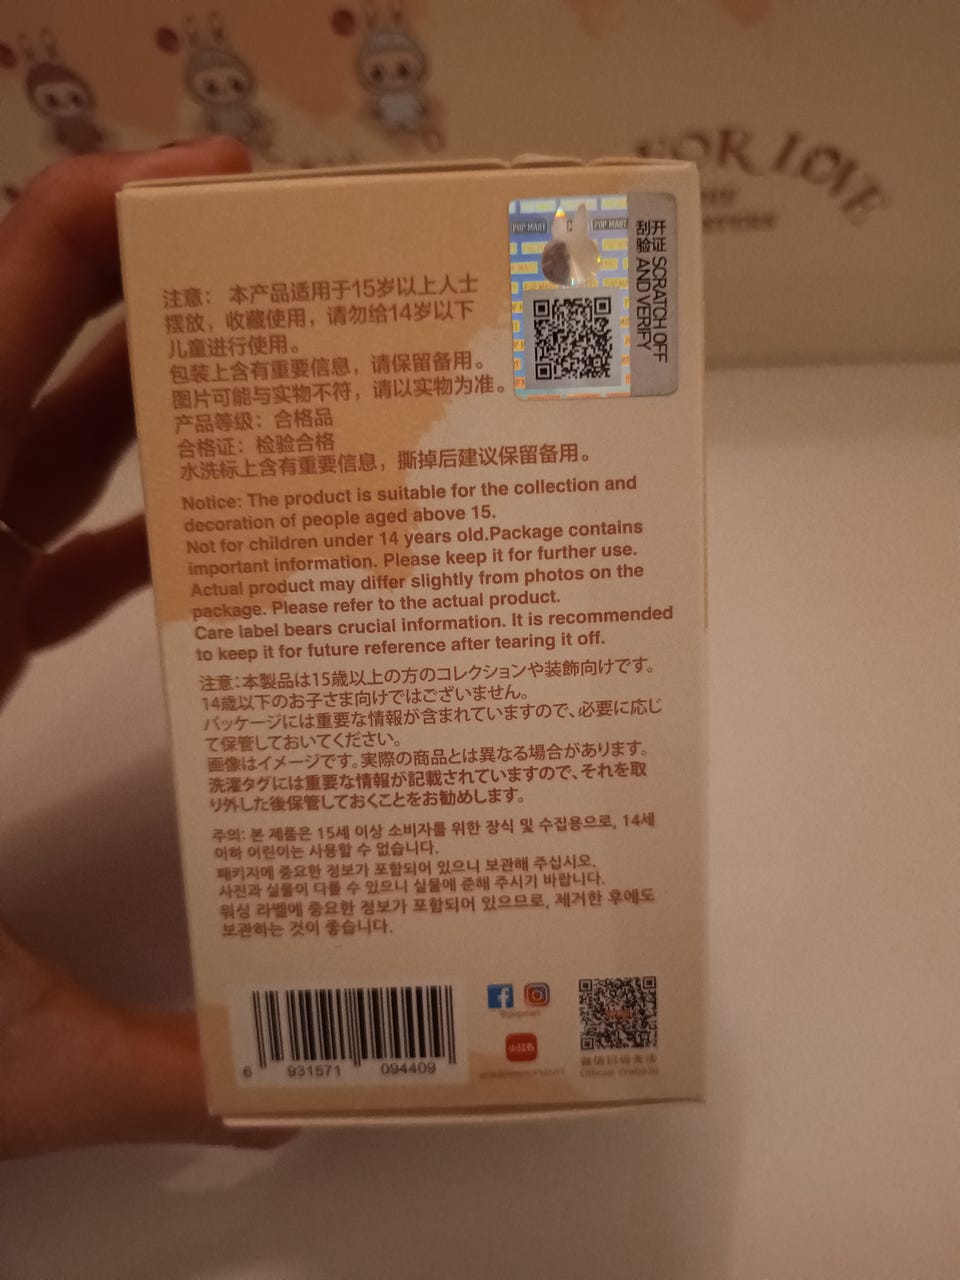 FOR LOVE
POP MART
POP MART
开证 SCRATCH OFF
刮验 AND VERIFY
注意： 本产品适用于15岁以上人士
摆放，收藏使用，请勿给14岁以下
儿童进行使用。
包装上含有重要信息，请保留备用。
图片可能与实物不符，请以实物为准。
产品等级：合格品
合格证：检验合格
水洗标上含有重要信息，撕掉后建议保留备用。
Notice: The product is suitable for the collection and
decoration of people aged above 15.
Not for children under 14 years old.Package contains
important information. Please keep it for further use.
Actual product may differ slightly from photos on the
package. Please refer to the actual product.
Care label bears crucial information. It is recommended
to keep it for future reference after tearing it off.
注意：本製品は15歳以上の方のコレクションや装飾向けです。
14歳以下のお子さま向けではございません。
パッケージには重要な情報が含まれていますので、必要に応じ
て保管しておいてください。
画像はイメージです。実際の商品とは異なる場合があります。
洗濯タグには重要な情報が記載されていますので、それを取
り外した後保管しておくことをお勧めします。
주의: 본 제품은 15세 이상 소비자를 위한 장식 및 수집용으로, 14세
이하 어린이는 사용할 수 없습니다.
패키지에 중요한 정보가 포함되어 있으니 보관해 주십시오.
사진과 실물이 다를 수 있으니 실물에 준해 주시기 바랍니다.
워싱 라벨에 중요한 정보가 포함되어 있으므로, 제거한 후에도
보관하는 것이 좋습니다.
6 931571 094409
@popmart
小红书
微信扫码关注
Official Website